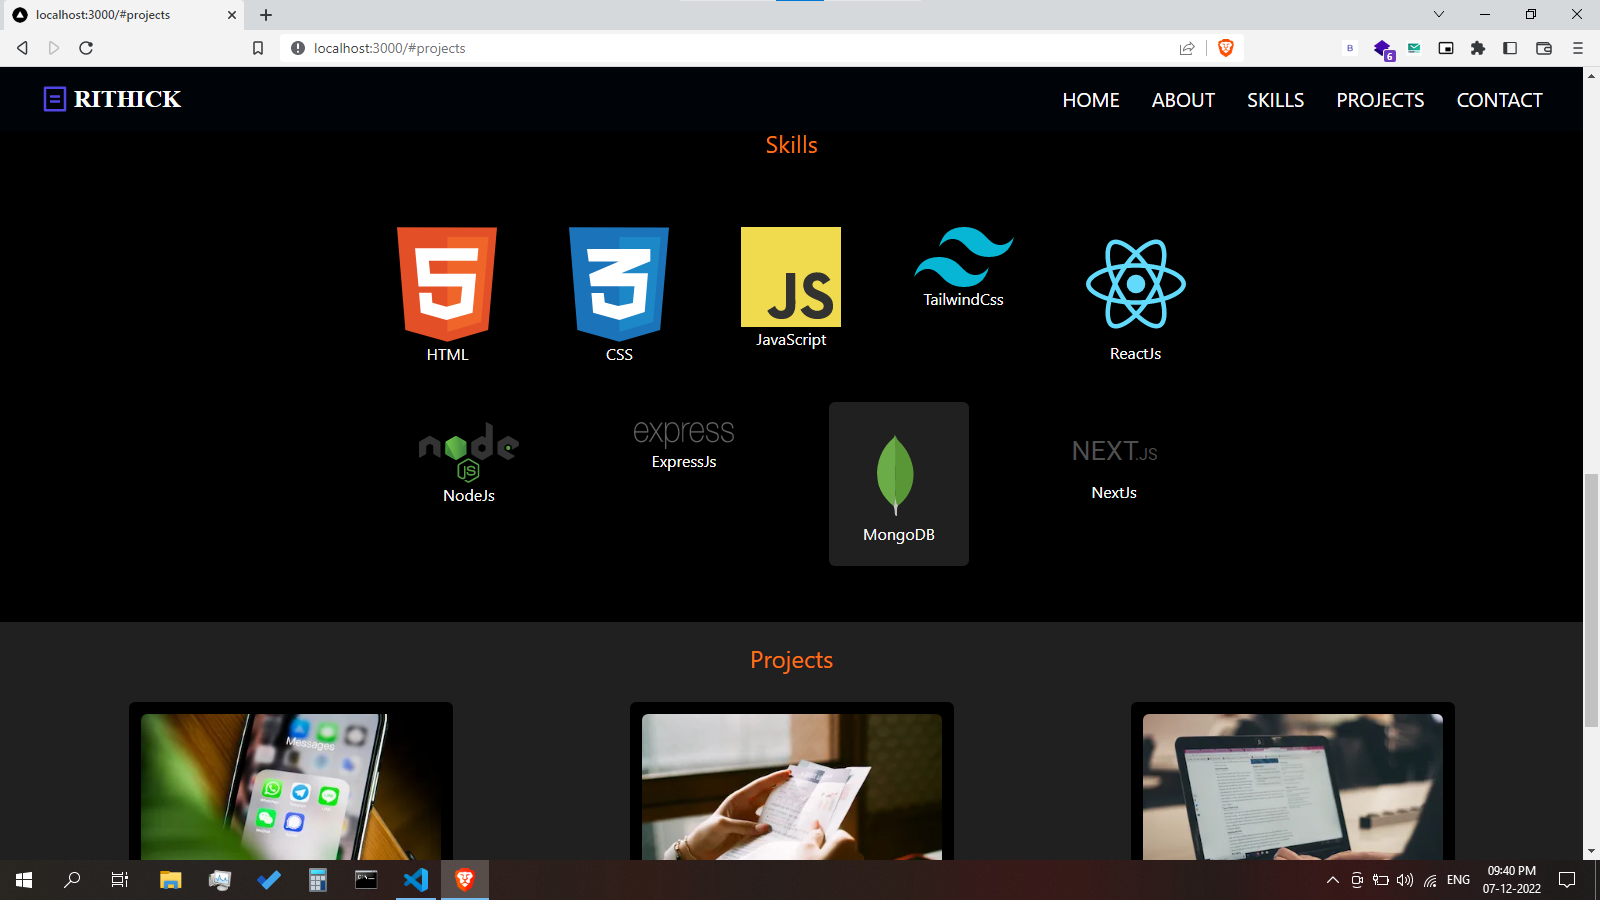 localhost:3000/#projects
localhost:3000/#projects
B
6
RITHICK
HOME ABOUT SKILLS PROJECTS CONTACT
Skills
5 3 JS
HTML CSS JavaScript TailwindCss ReactJs
node JS express NEXT.JS
NodeJs ExpressJs MongoDB NextJs
Projects
Messages
ENG
09:40 PM
07-12-2022